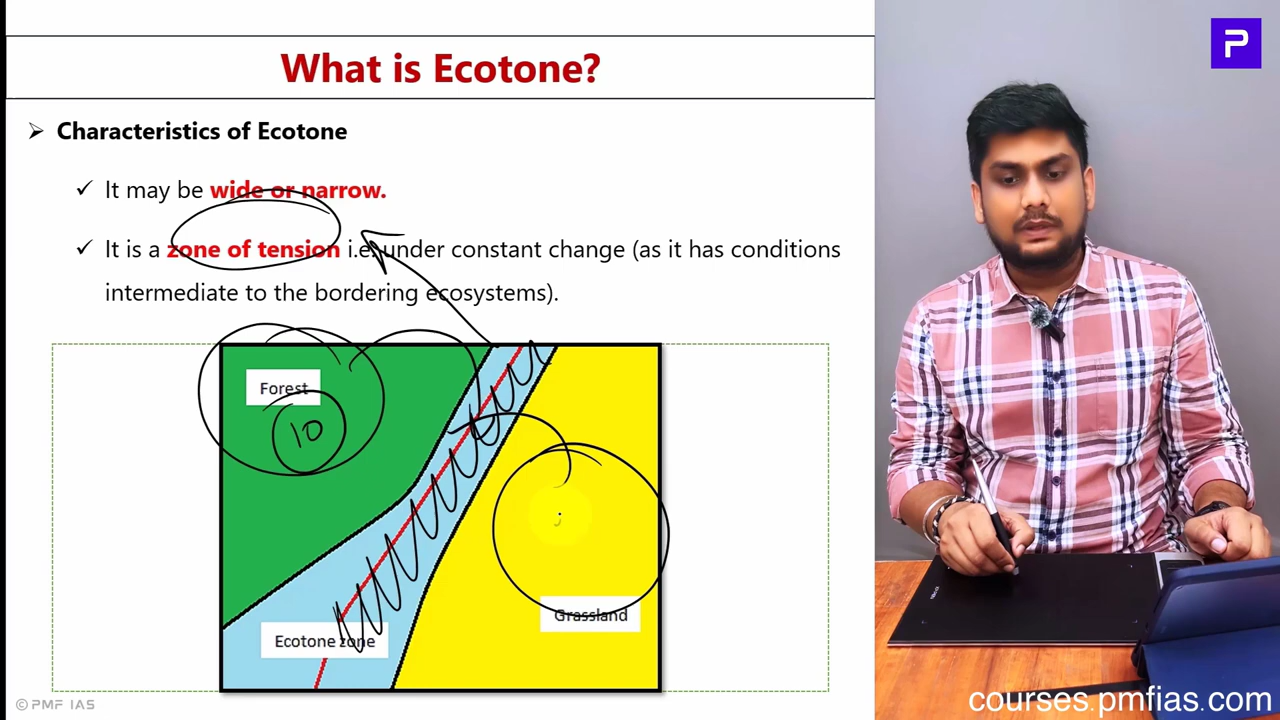 What is Ecotone?
➢ Characteristics of Ecotone
✓ It may be wide or narrow.
✓ It is a zone of tension i.e. under constant change (as it has conditions
intermediate to the bordering ecosystems).
Forest
10
Grassland
Ecotone zone
© PMF IAS
P
courses.pmfias.com